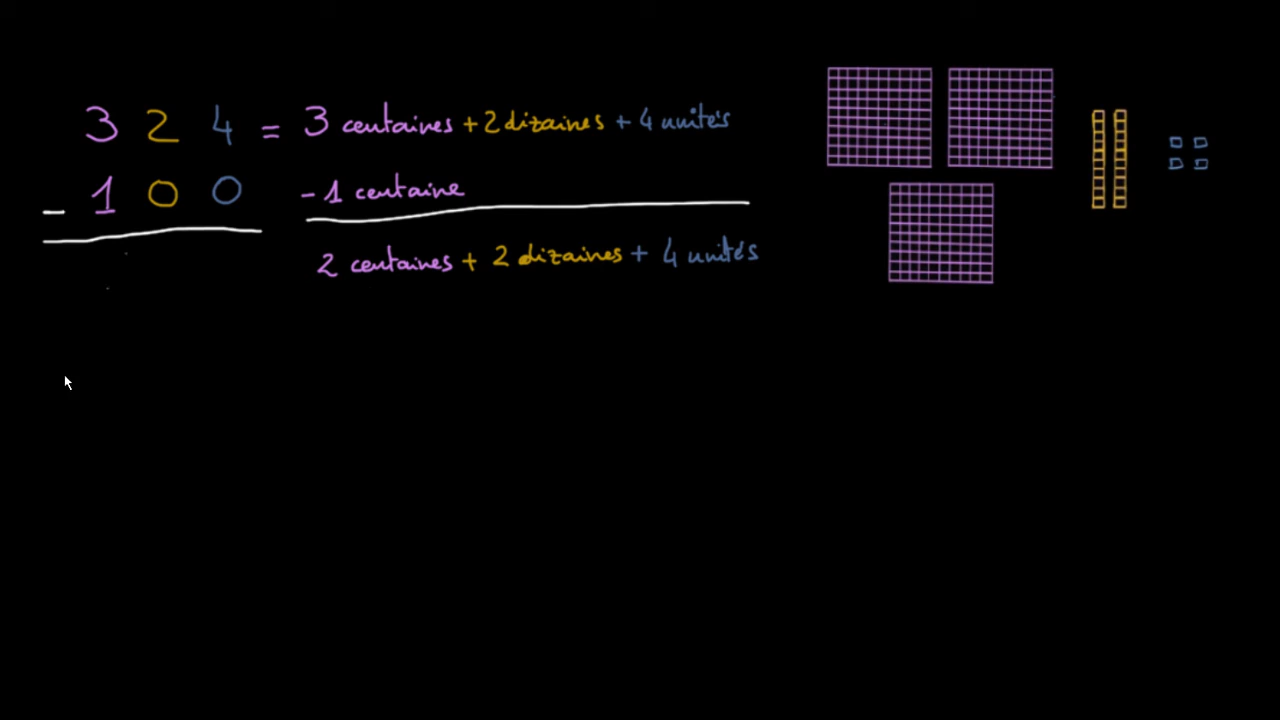 3 2 4 = 3 centaines + 2 dizaines + 4 unités
- 1 0 0 - 1 centaine
2 centaines + 2 dizaines + 4 unités